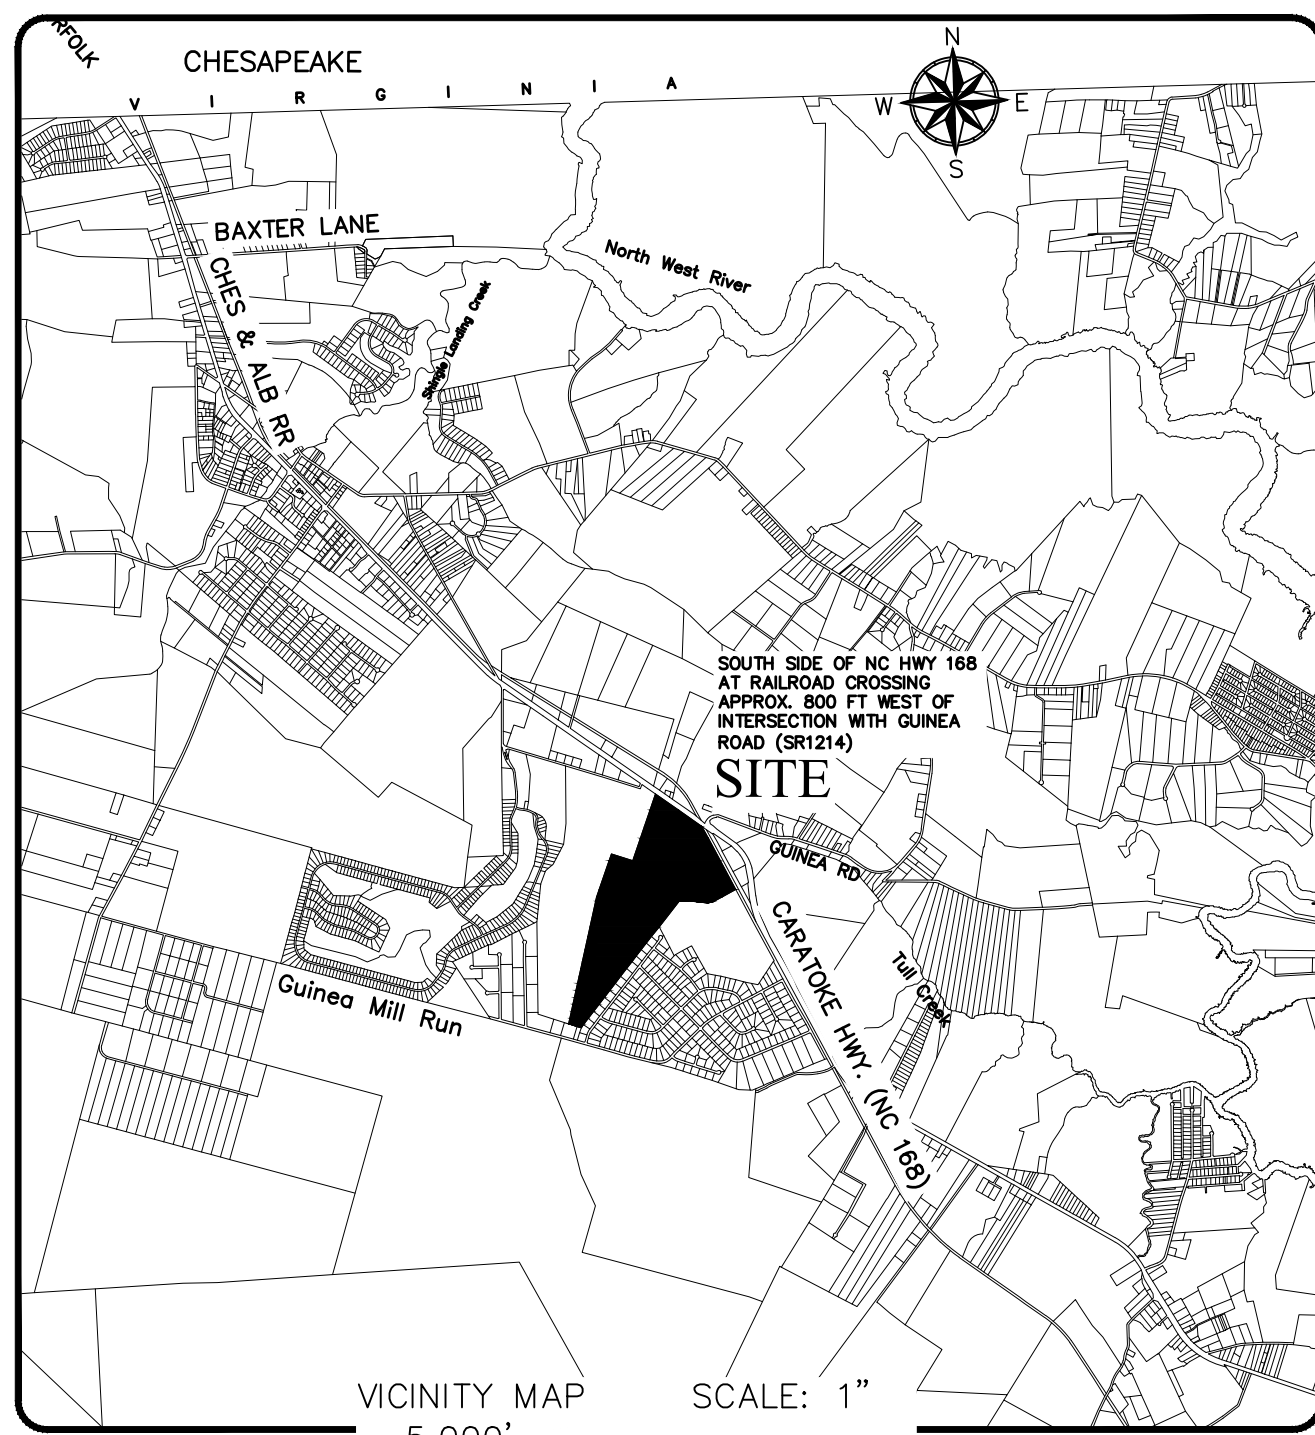 CHESAPEAKE
V I R G I N I A
N
W E
S
BAXTER LANE
CHES & ALB RR
North West River
Shingle Landing Creek
SOUTH SIDE OF NC HWY 168
AT RAILROAD CROSSING
APPROX. 800 FT WEST OF
INTERSECTION WITH GUINEA
ROAD (SR1214)
SITE
GUINEA RD
CARATOKE HWY. (NC 168)
Tull Creek
Guinea Mill Run
VICINITY MAP SCALE: 1”
5,000'